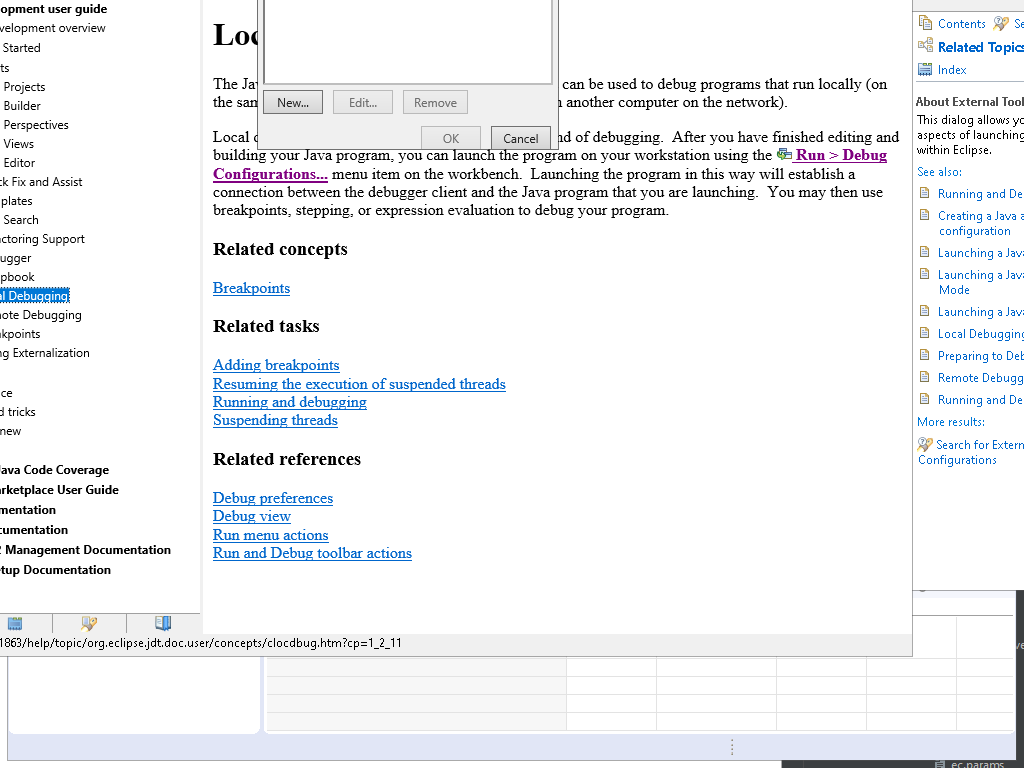 opment user guide
velopment overview
Started
ts
Projects
Builder
Perspectives
Views
Editor
ck Fix and Assist
plates
Search
actoring Support
ugger
pbook
al Debugging
note Debugging
kpoints
ng Externalization
ce
d tricks
new
Java Code Coverage
arketplace User Guide
mentation
cumentation
2 Management Documentation
etup Documentation
Loc
The Ja can be used to debug programs that run locally (on
the san n another computer on the network).
New... Edit... Remove
OK Cancel
Local d nd of debugging. After you have finished editing and
building your Java program, you can launch the program on your workstation using the Run > Debug
Configurations... menu item on the workbench. Launching the program in this way will establish a
connection between the debugger client and the Java program that you are launching. You may then use
breakpoints, stepping, or expression evaluation to debug your program.
Related concepts
Breakpoints
Related tasks
Adding breakpoints
Resuming the execution of suspended threads
Running and debugging
Suspending threads
Related references
Debug preferences
Debug view
Run menu actions
Run and Debug toolbar actions
1863/help/topic/org.eclipse.jdt.doc.user/concepts/clocdbug.htm?cp=1_2_11
Contents Se
Related Topics
Index
About External Tool
This dialog allows yo
aspects of launching
within Eclipse.
See also:
Running and De
Creating a Java a
configuration
Launching a Java
Launching a Java
Mode
Launching a Java
Local Debugging
Preparing to Deb
Remote Debugg
Running and De
More results:
Search for Extern
Configurations
ve
ec.params